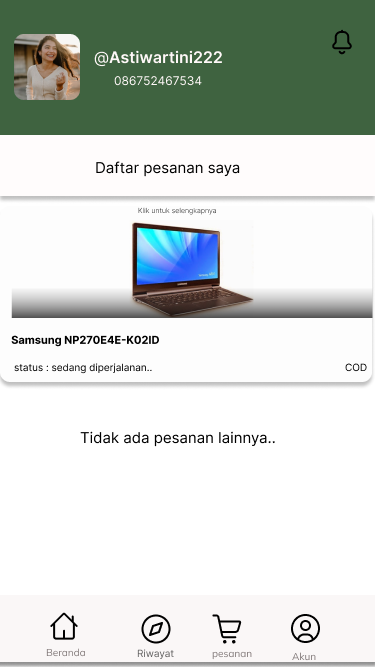 @Astiwartini222
086752467534
Daftar pesanan saya
Klik untuk selengkapnya
Samsung NP270E4E-K02ID
status : sedang diperjalanan..
COD
Tidak ada pesanan lainnya..
Beranda
Riwayat
pesanan
Akun